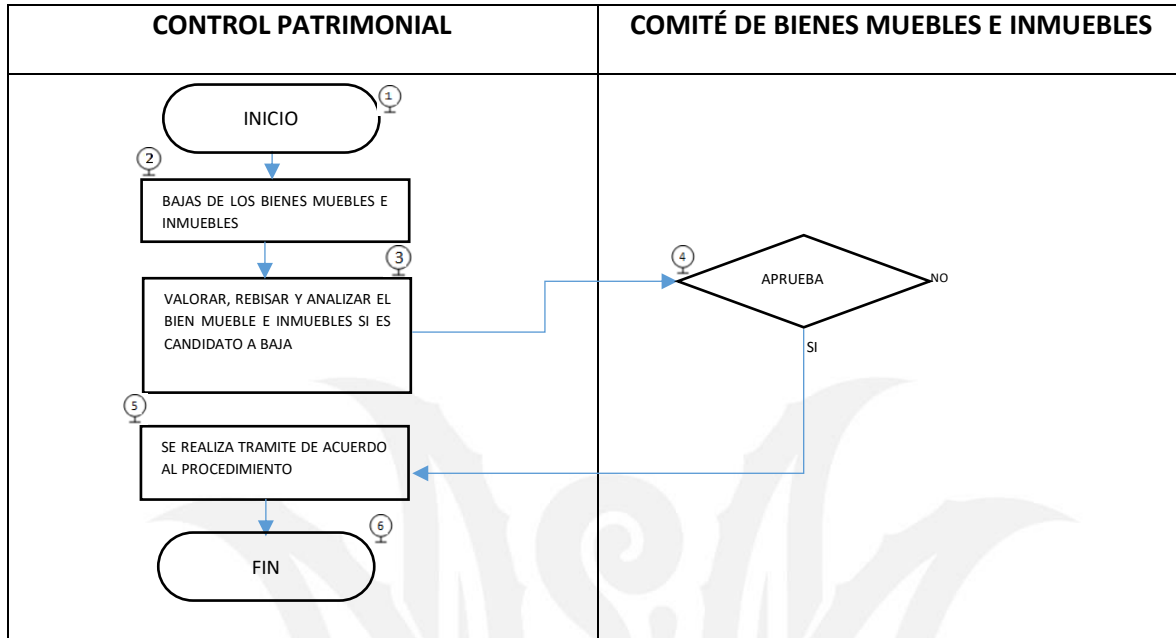 CONTROL PATRIMONIAL
COMITÉ DE BIENES MUEBLES E INMUEBLES
1
INICIO
2
BAJAS DE LOS BIENES MUEBLES E
INMUEBLES
3
VALORAR, REBISAR Y ANALIZAR EL
BIEN MUEBLE E INMUEBLES SI ES
CANDIDATO A BAJA
4
APRUEBA
NO
SI
5
SE REALIZA TRAMITE DE ACUERDO
AL PROCEDIMIENTO
6
FIN